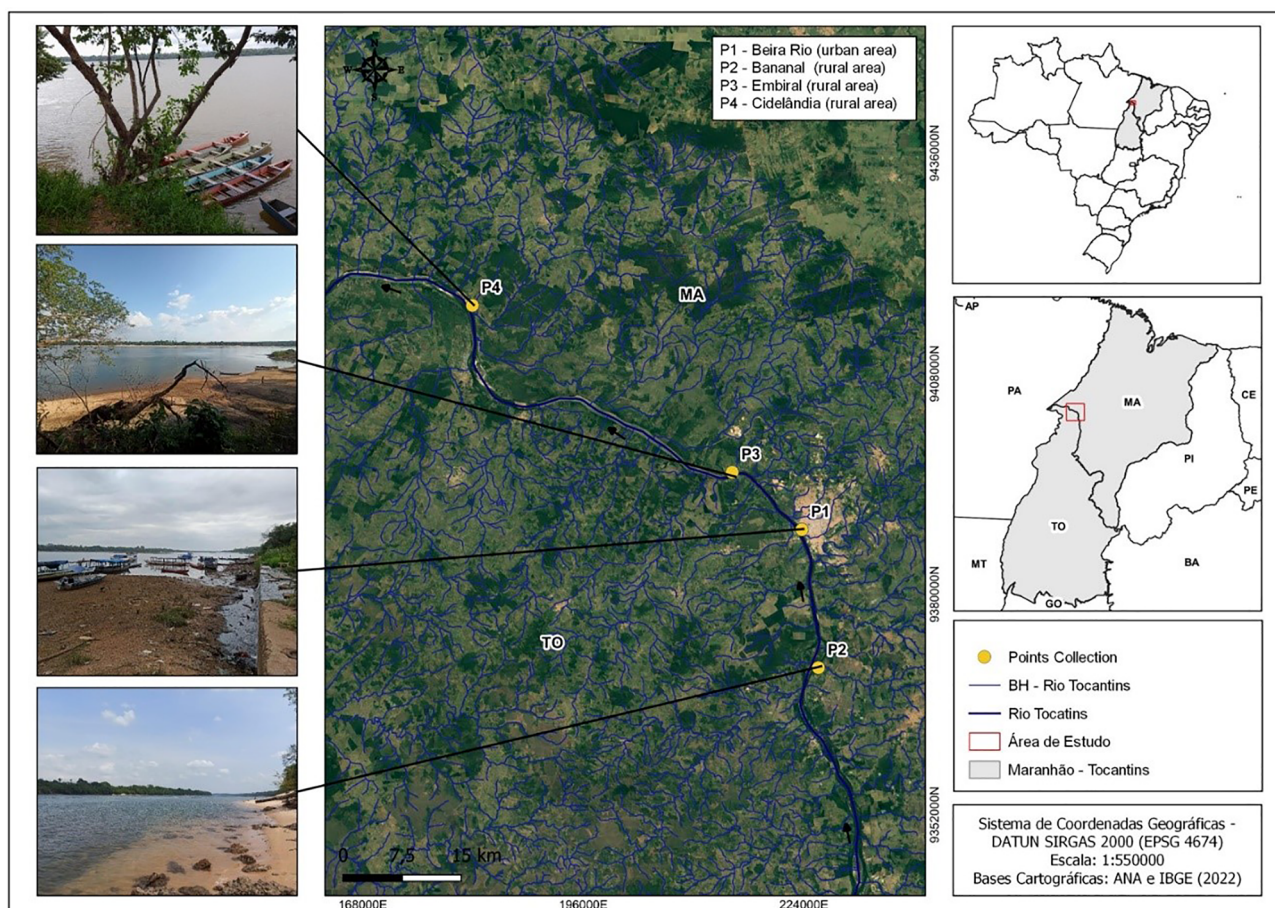 P1 - Beira Rio (urban area)
P2 - Bananal (rural area)
P3 - Embiral (rural area)
P4 - Cidelândia (rural area)
N
W E
S
P4
MA
P3
P1
TO
P2
0 7,5 15 km
168000E 196000E 224000E
9436000N
9408000N
9380000N
9352000N
AP
PA
MA
CE
PI
PE
TO
MT
BA
GO
Points Collection
BH - Rio Tocantins
Rio Tocatins
Área de Estudo
Maranhão - Tocantins
Sistema de Coordenadas Geográficas -
DATUN SIRGAS 2000 (EPSG 4674)
Escala: 1:550000
Bases Cartográficas: ANA e IBGE (2022)